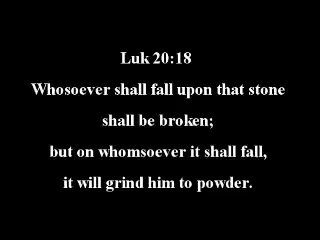 Luk 20:18
Whosoever shall fall upon that stone
shall be broken;
but on whomsoever it shall fall,
it will grind him to powder.